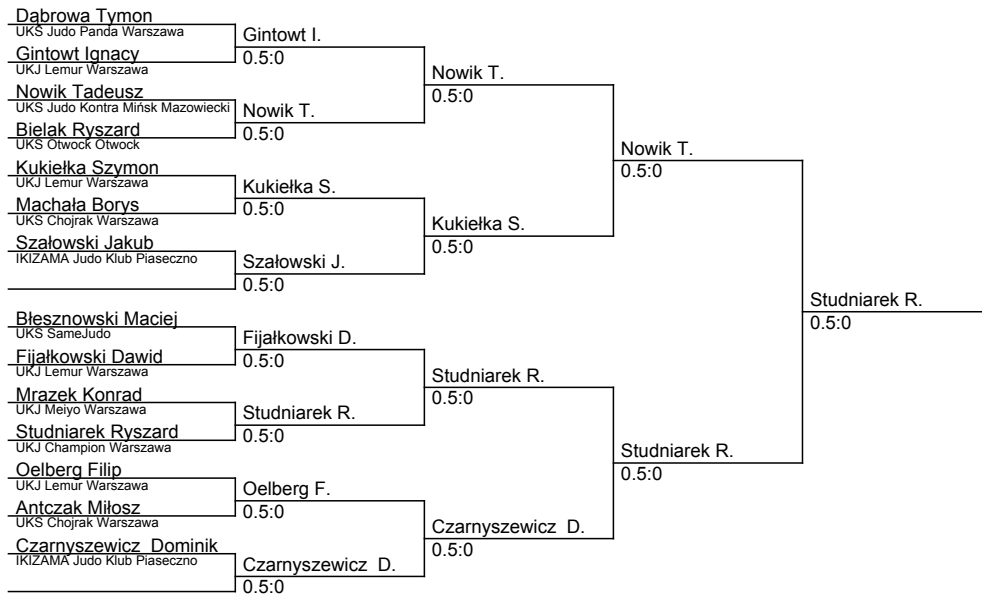 Dąbrowa Tymon
UKS Judo Panda Warszawa
Gintowt Ignacy
UKJ Lemur Warszawa
Nowik Tadeusz
UKS Judo Kontra Mińsk Mazowiecki
Bielak Ryszard
UKS Otwock Otwock
Kukiełka Szymon
UKJ Lemur Warszawa
Machała Borys
UKS Chojrak Warszawa
Szałowski Jakub
IKIZAMA Judo Klub Piaseczno
Błesznowski Maciej
UKS SameJudo
Fijałkowski Dawid
UKJ Lemur Warszawa
Mrazek Konrad
UKJ Meiyo Warszawa
Studniarek Ryszard
UKJ Champion Warszawa
Oelberg Filip
UKJ Lemur Warszawa
Antczak Miłosz
UKS Chojrak Warszawa
Czarnyszewicz  Dominik
IKIZAMA Judo Klub Piaseczno
Gintowt I.
0.5:0
Nowik T.
0.5:0
Kukiełka S.
0.5:0
Szałowski J.
0.5:0
Fijałkowski D.
0.5:0
Studniarek R.
0.5:0
Oelberg F.
0.5:0
Czarnyszewicz  D.
0.5:0
Nowik T.
0.5:0
Kukiełka S.
0.5:0
Studniarek R.
0.5:0
Czarnyszewicz  D.
0.5:0
Nowik T.
0.5:0
Studniarek R.
0.5:0
Studniarek R.
0.5:0